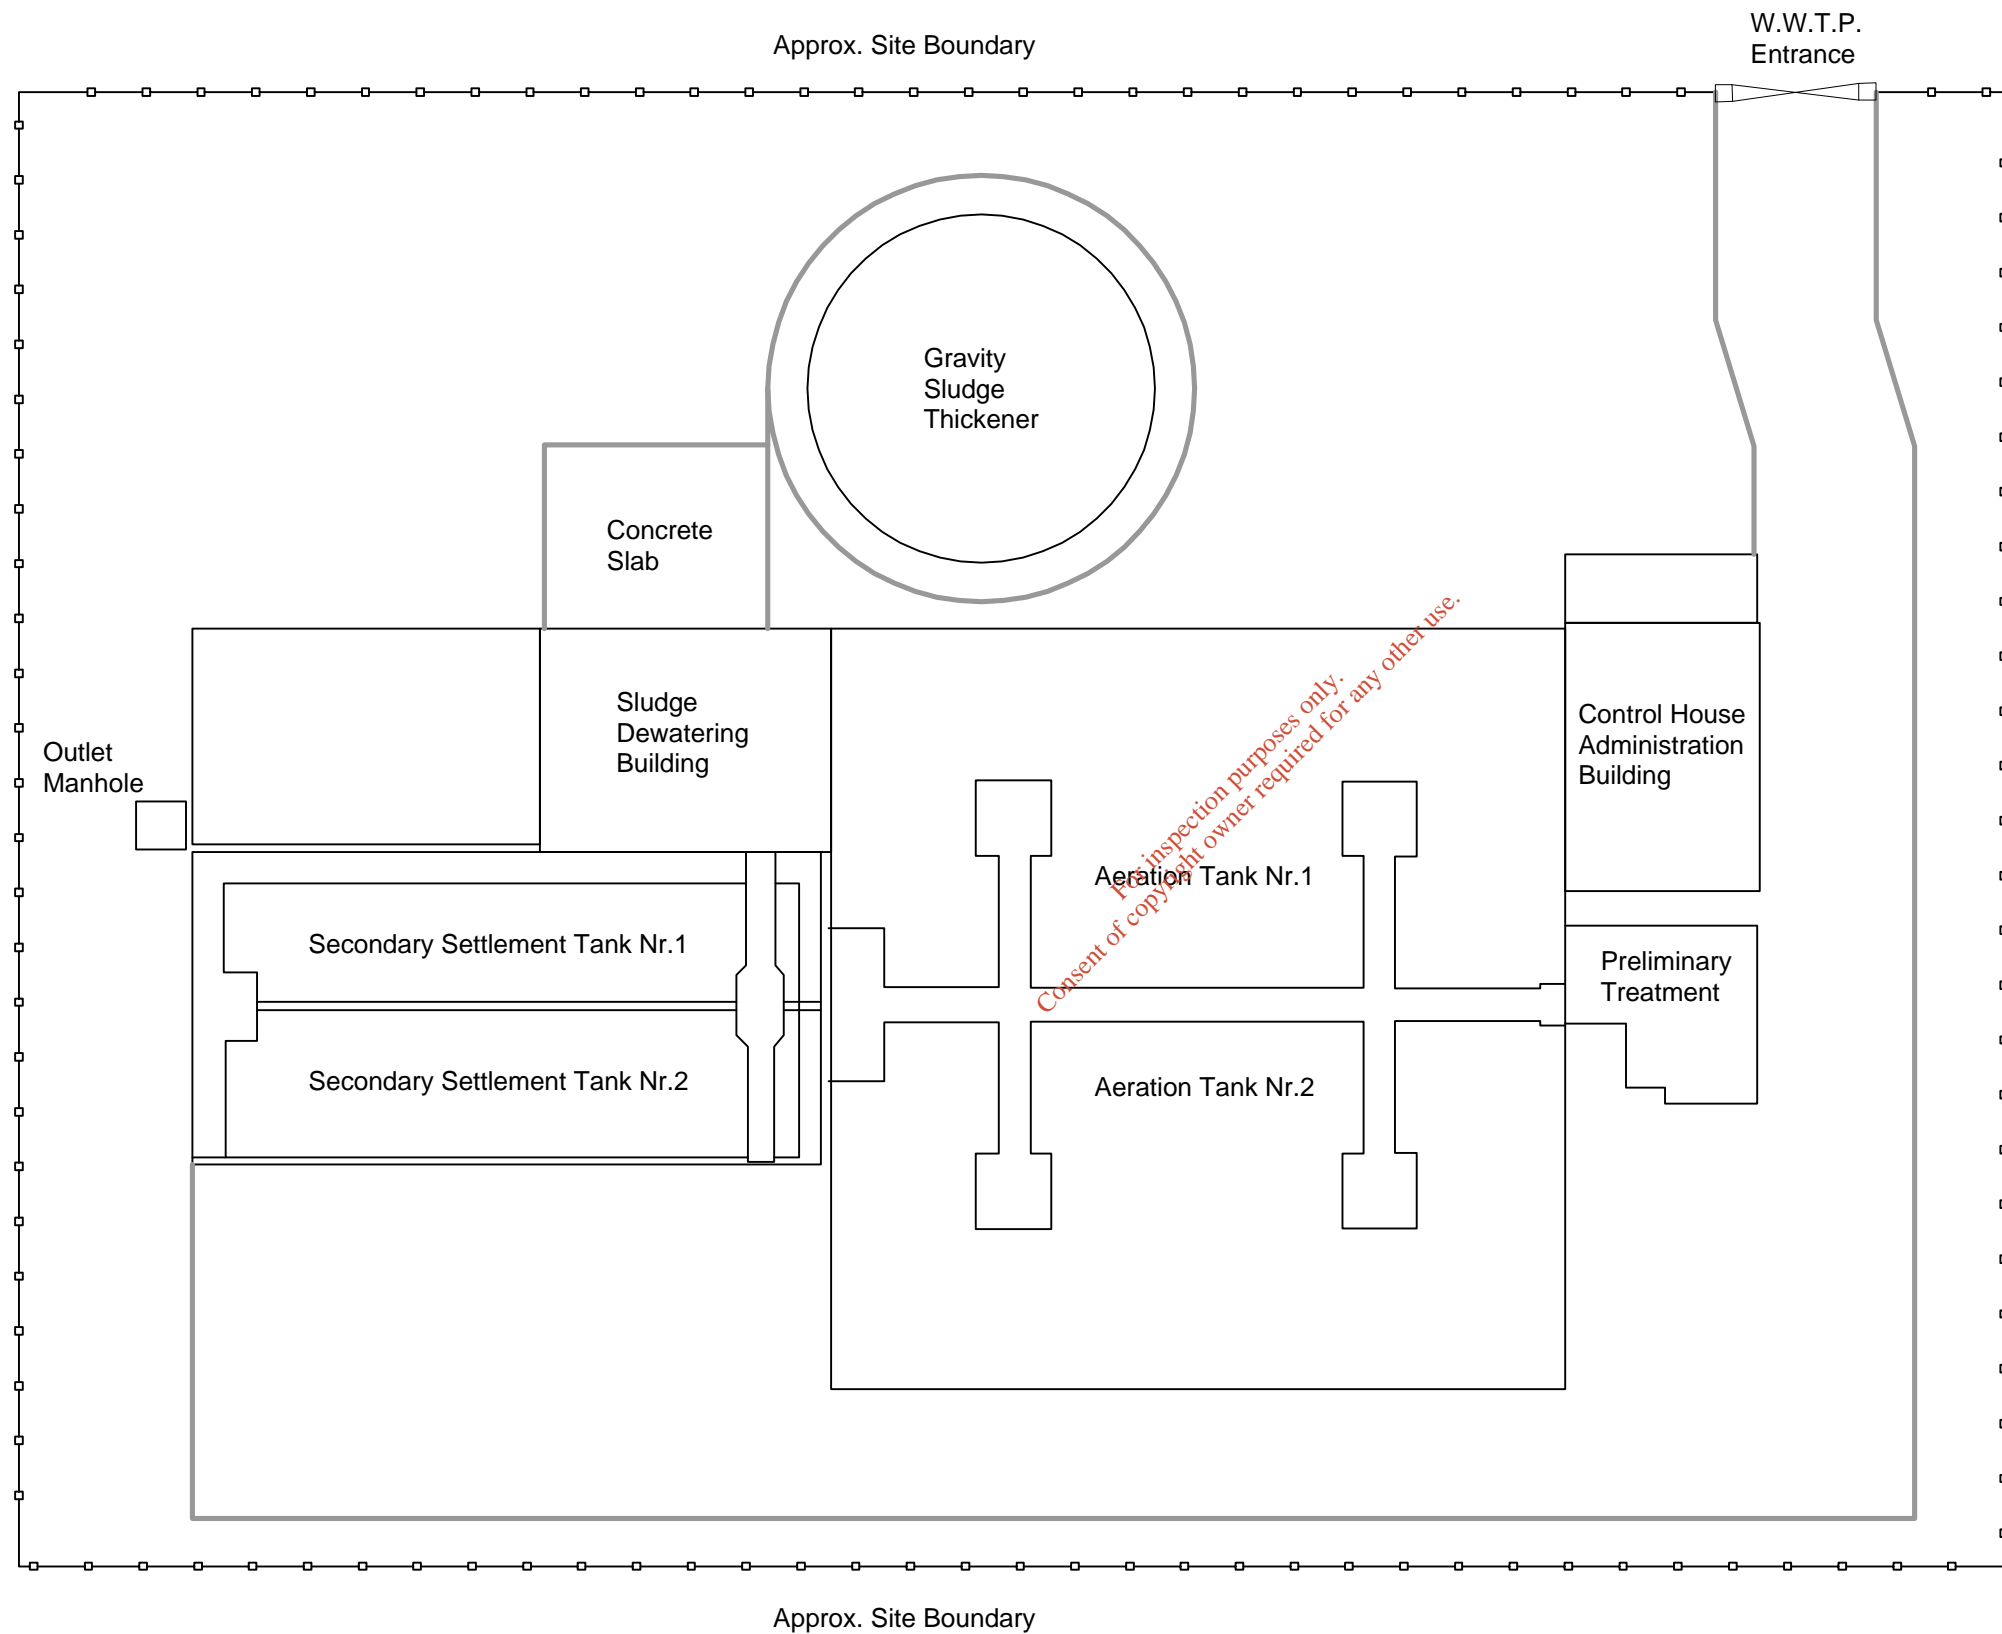 Approx. Site Boundary
W.W.T.P.
Entrance
Gravity
Sludge
Thickener
Concrete
Slab
Sludge
Dewatering
Building
Control House
Administration
Building
Outlet
Manhole
For inspection purposes only.
Consent of copyright owner required for any other use.
Aeration Tank Nr.1
Secondary Settlement Tank Nr.1
Preliminary
Treatment
Secondary Settlement Tank Nr.2
Aeration Tank Nr.2
Approx. Site Boundary